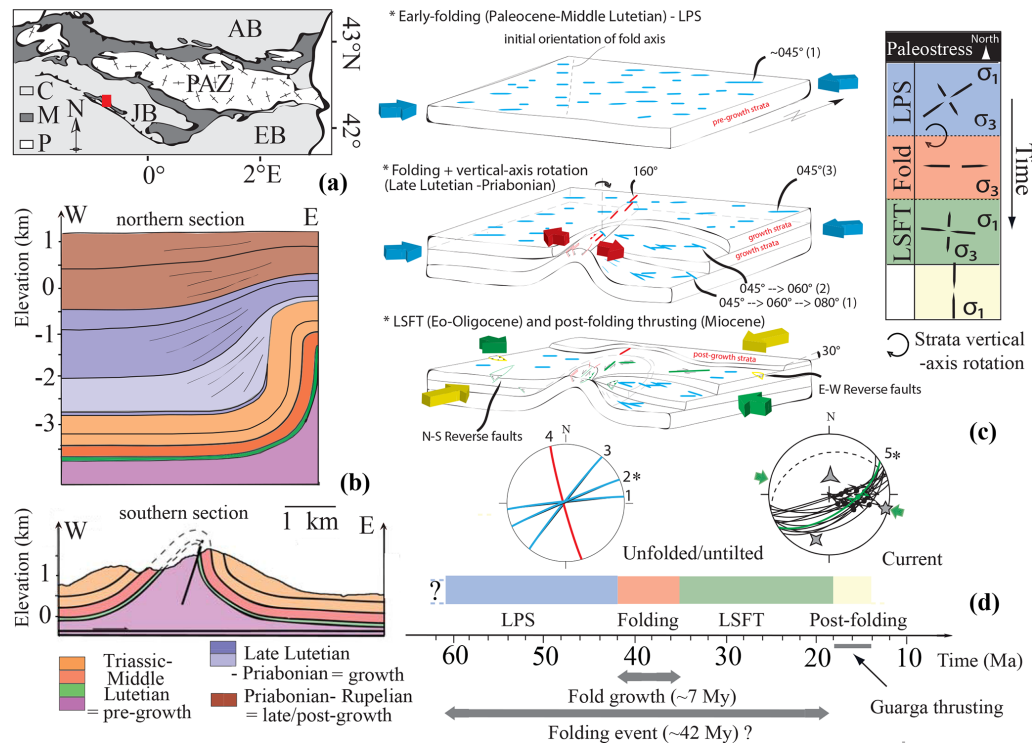 AB
PAZ
JB
EB
C
M
P
N
43°N
42°
0°
2°E
(a)
W
northern section
E
Elevation (km)
1
0
-1
-2
-3
(b)
1 km
W
southern section
E
Elevation (km)
1
0
Triassic-
Middle
Lutetian
= pre-growth
Late Lutetian
- Priabonian = growth
Priabonian- Rupelian
= late/post-growth
* Early-folding (Paleocene-Middle Lutetian) - LPS
initial orientation of fold axis
~045° (1)
pre-growth strata
* Folding + vertical-axis rotation
(Late Lutetian -Priabonian)
160°
045°(3)
growth strata
growth strata
045° --> 060° (2)
045° --> 060° --> 080° (1)
* LSFT (Eo-Oligocene) and post-folding thrusting (Miocene)
post-growth strata
30°
E-W Reverse faults
N-S Reverse faults
Paleostress
North
LPS
σ1
σ3
Fold
σ3
LSFT
σ1
σ3
σ1
Time
Strata vertical
-axis rotation
(c)
N
4
3
2*
1
Unfolded/untilted
N
5*
Current
(d)
?
LPS
Folding
LSFT
Post-folding
60
50
40
30
20
10
Time (Ma)
Fold growth (~7 My)
Guarga thrusting
Folding event (~42 My) ?